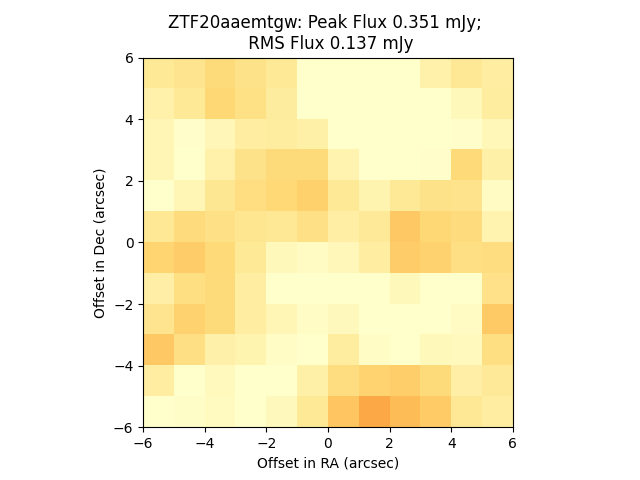 ZTF20aaemtgw: Peak Flux 0.351 mJy;
RMS Flux 0.137 mJy
6
4
2
0
−2
−4
−6
Offset in Dec (arcsec)
−6 −4 −2 0 2 4 6
Offset in RA (arcsec)